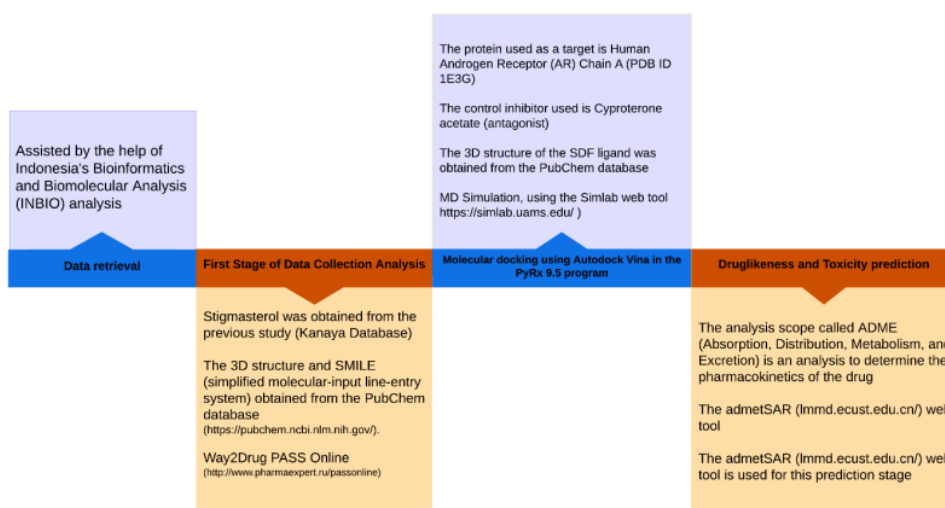 Assisted by the help of
Indonesia's Bioinformatics
and Biomolecular Analysis
(INBIO) analysis
Data retrieval
First Stage of Data Collection Analysis
Stigmasterol was obtained from the
previous study (Kanaya Database)
The 3D structure and SMILE
(simplified molecular-input line-entry
system) obtained from the PubChem
database
(https://pubchem.ncbi.nlm.nih.gov/).
Way2Drug PASS Online
(http://www.pharmaexpert.ru/passonline)
The protein used as a target is Human
Androgen Receptor (AR) Chain A (PDB ID
1E3G)
The control inhibitor used is Cyproterone
acetate (antagonist)
The 3D structure of the SDF ligand was
obtained from the PubChem database
MD Simulation, using the Simlab web tool
https://simlab.uams.edu/ )
Molecular docking using Autodock Vina in the
PyRx 9.5 program
Druglikeness and Toxicity prediction
The analysis scope called ADME
(Absorption, Distribution, Metabolism, and
Excretion) is an analysis to determine the
pharmacokinetics of the drug
The admetSAR (lmmd.ecust.edu.cn/)
tool
The admetSAR (lmmd.ecust.edu.cn/)
tool is used for this prediction stage